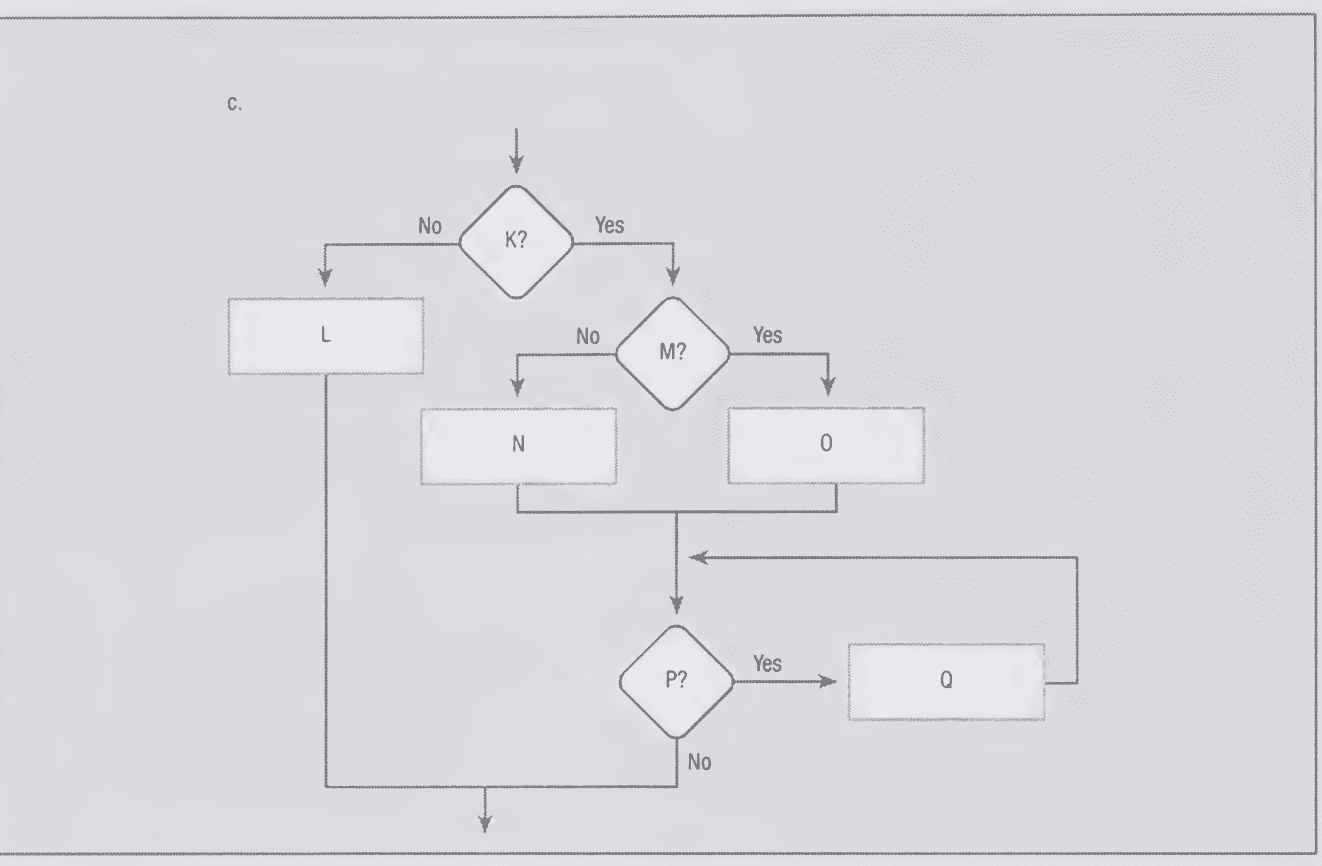 c.
No
K?
Yes
L
No
M?
Yes
N
O
P?
Yes
Q
No